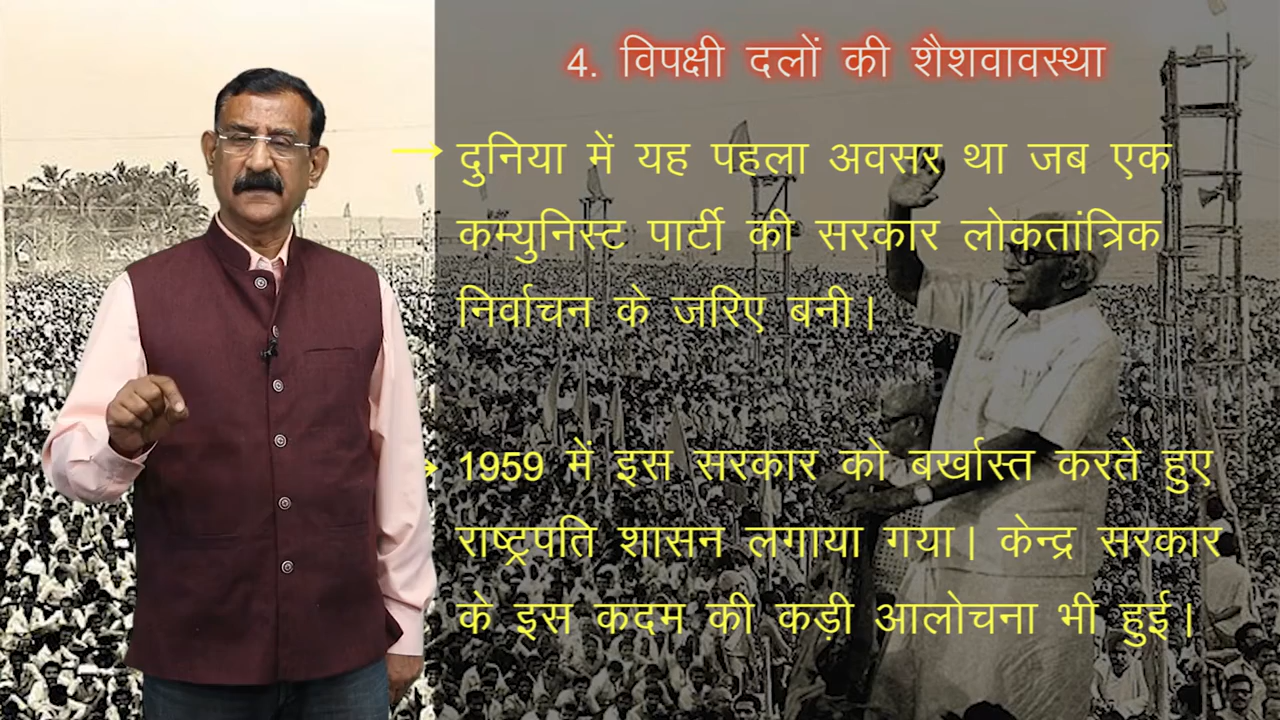 4. विपक्षी दलों की शैशवावस्था
दुनिया में यह पहला अवसर था जब एक
कम्युनिस्ट पार्टी की सरकार लोकतांत्रिक
निर्वाचन के जरिए बनी।
1959 में इस सरकार को बर्खास्त करते हुए
राष्ट्रपति शासन लगाया गया। केन्द्र सरकार
के इस कदम की कड़ी आलोचना भी हुई।